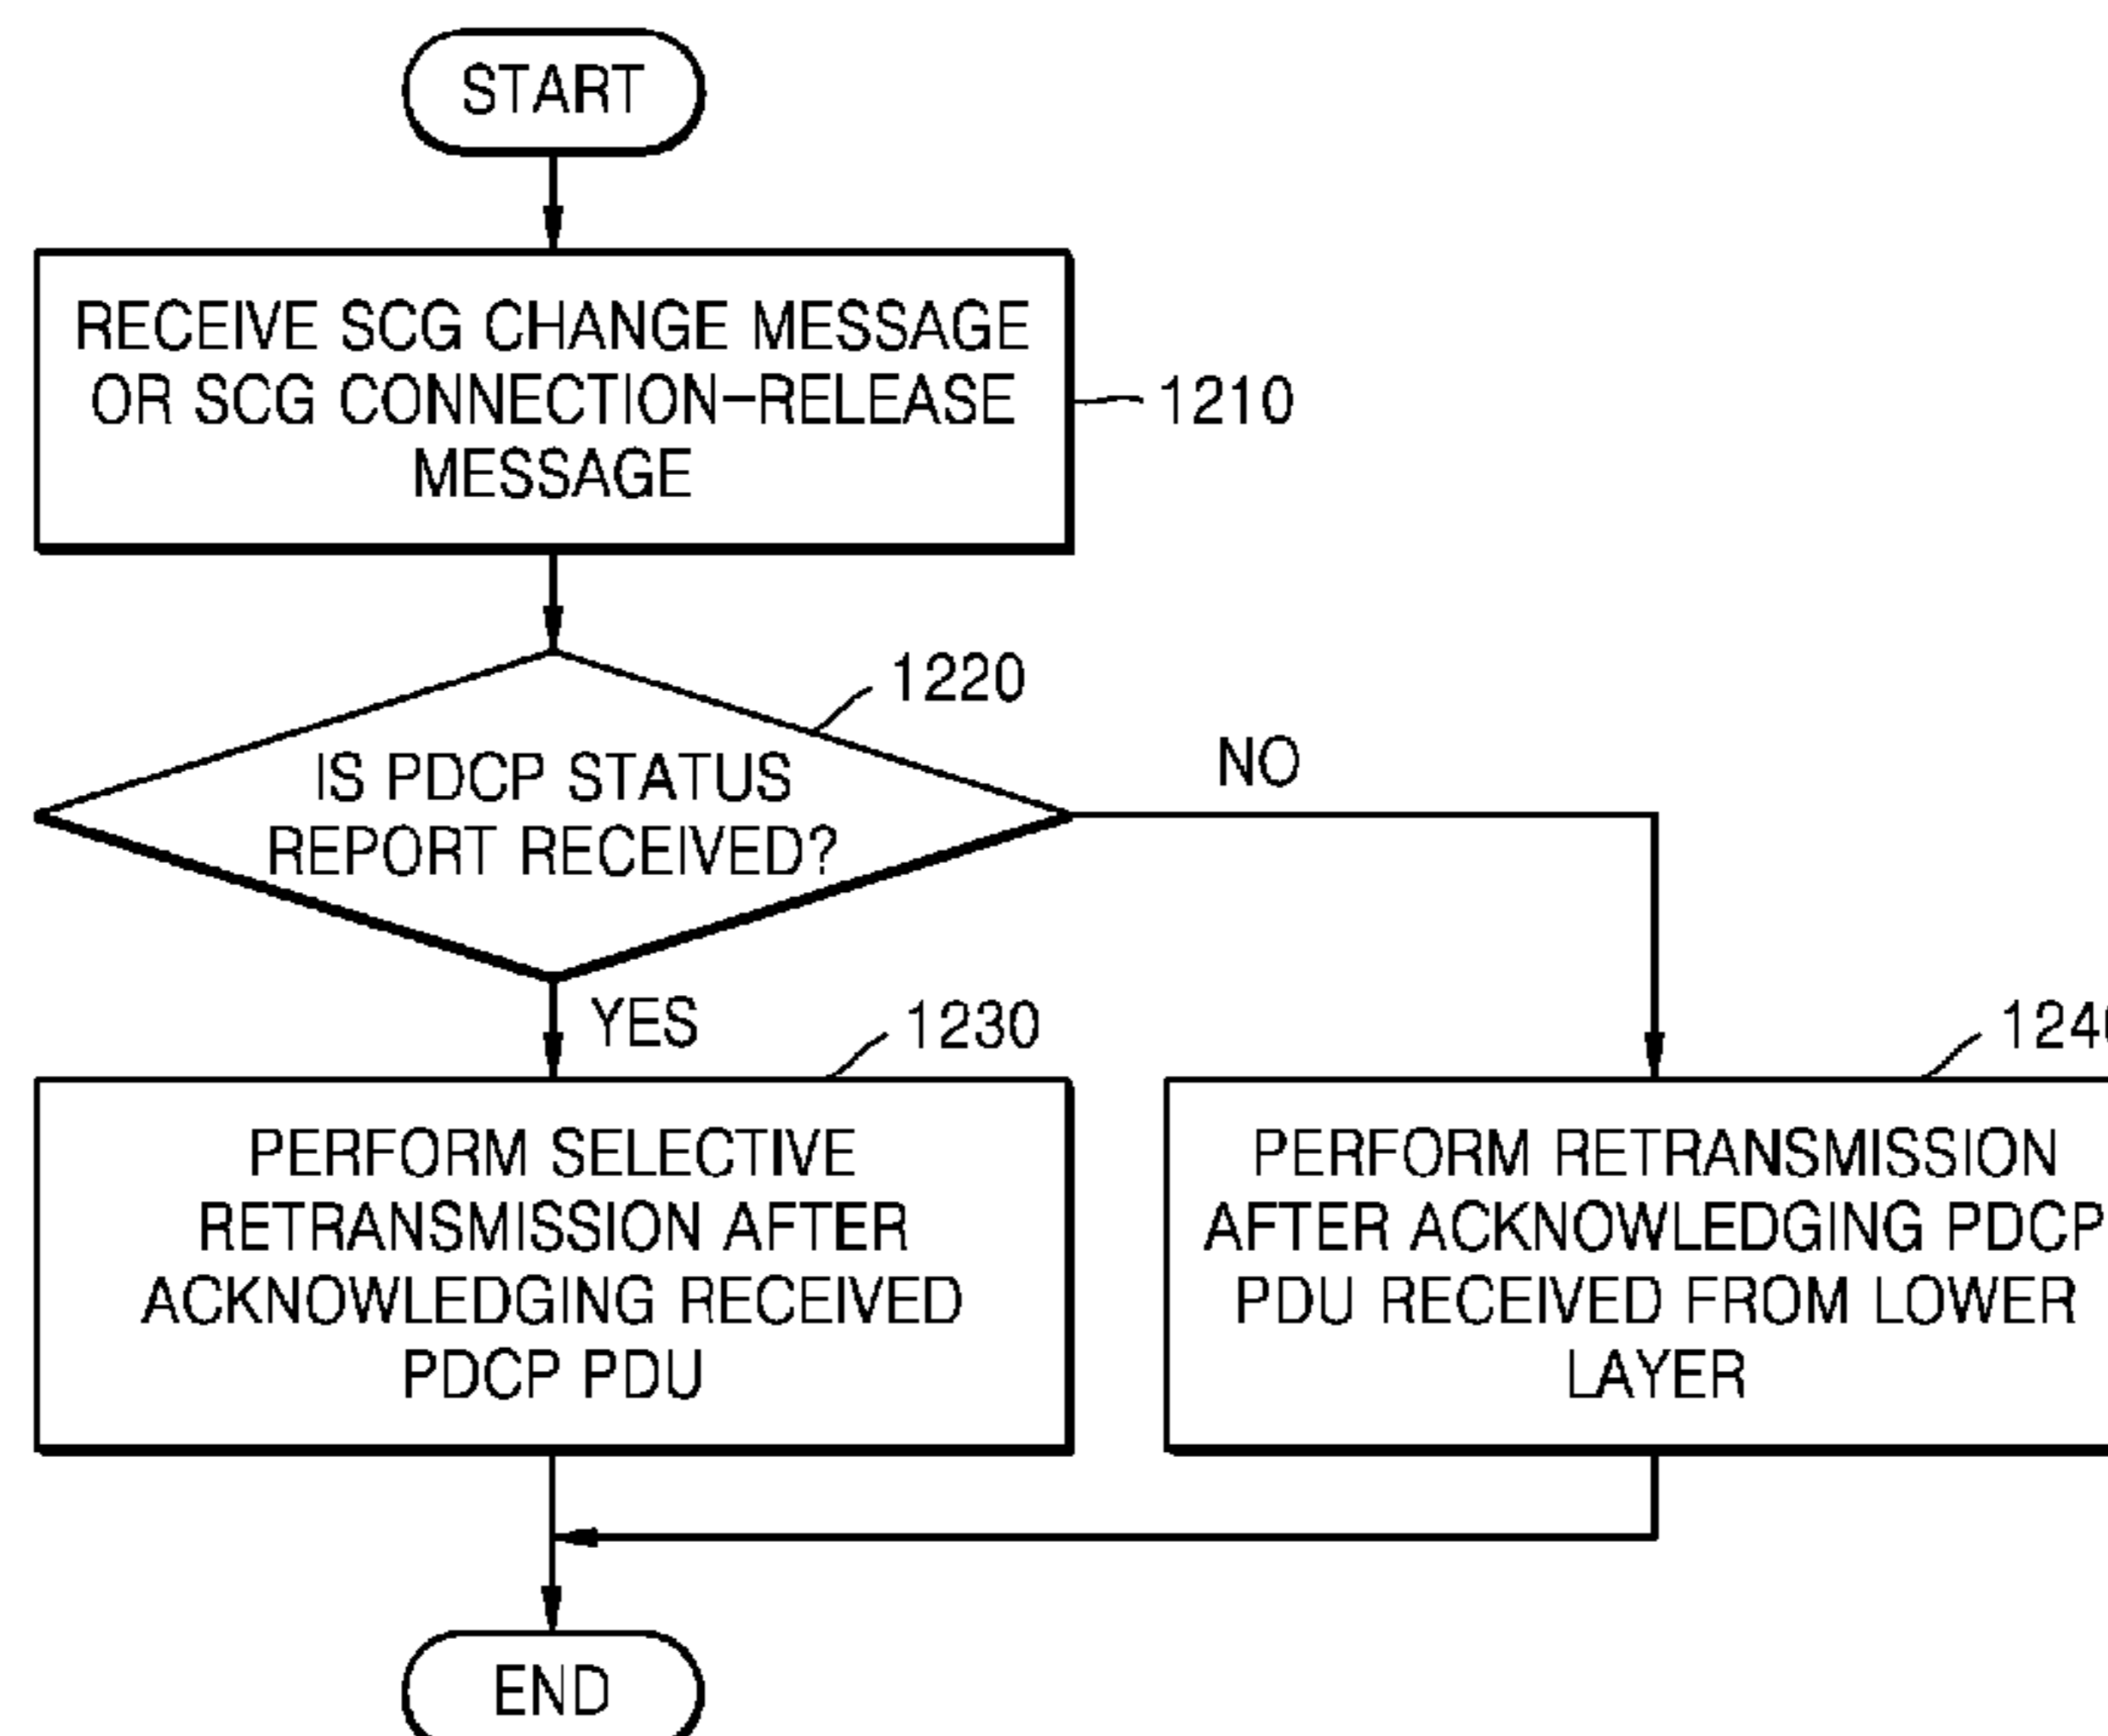 START
RECEIVE SCG CHANGE MESSAGE
OR SCG CONNECTION-RELEASE
MESSAGE
1210
1220
IS PDCP STATUS
REPORT RECEIVED?
NO
YES
1230
PERFORM SELECTIVE
RETRANSMISSION AFTER
ACKNOWLEDGING RECEIVED
PDCP PDU
1240
PERFORM RETRANSMISSION
AFTER ACKNOWLEDGING PDCP
PDU RECEIVED FROM LOWER
LAYER
END